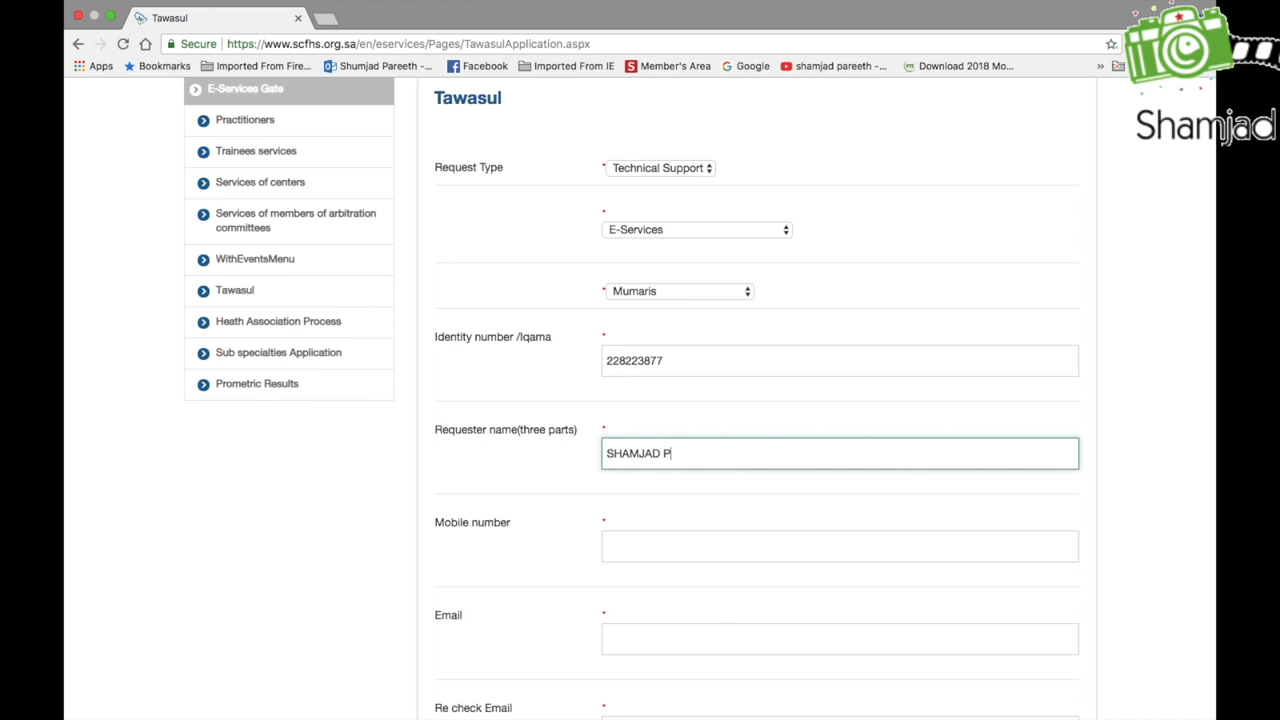 Tawasul
Secure https://www.scfhs.org.sa/en/eservices/Pages/TawasulApplication.aspx
Apps Bookmarks Imported From Fire... Shumjad Pareeth -... Facebook Imported From IE Member's Area Google shamjad pareeth -... Download 2018 Mo... »
Shamjad
E-Services Gate
Practitioners
Trainees services
Services of centers
Services of members of arbitration
committees
WithEventsMenu
Tawasul
Heath Association Process
Sub specialties Application
Prometric Results
Tawasul
Request Type * Technical Support
*
E-Services
* Mumaris
Identity number /Iqama *
228223877
Requester name(three parts) *
SHAMJAD P
Mobile number *
Email *
Re check Email *